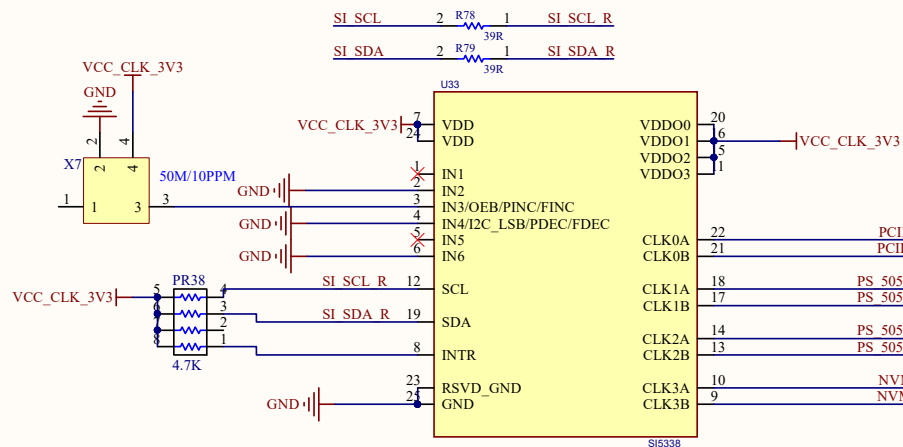 SI_SCL 2 R78 1 SI_SCL_R
39R
SI_SDA 2 R79 1 SI_SDA_R
39R
VCC_CLK_3V3
GND
2 4
X7 2 4 50M/10PPM
1 1 3 3
U33
VCC_CLK_3V3 7 VDD VDDO0 20
24 VDD VDDO1 6 VCC_CLK_3V3
VDDO2 5
1 IN1 VDDO3 1
GND 2 IN2
3 IN3/OEB/PINC/FINC
GND 4 IN4/I2C_LSB/PDEC/FDEC
5 IN5 CLK0A 22
GND 6 IN6 CLK0B 21
PR38
VCC_CLK_3V3 5 4 SI_SCL_R 12 SCL CLK1A 18 PS_505
6 3 CLK1B 17 PS_505
SI_SDA_R 19 SDA
2 CLK2A 14 PS_505
8 1 8 INTR CLK2B 13 PS_505
4.7K
23 RSVD_GND CLK3A 10
GND 25 GND CLK3B 9
SI5338